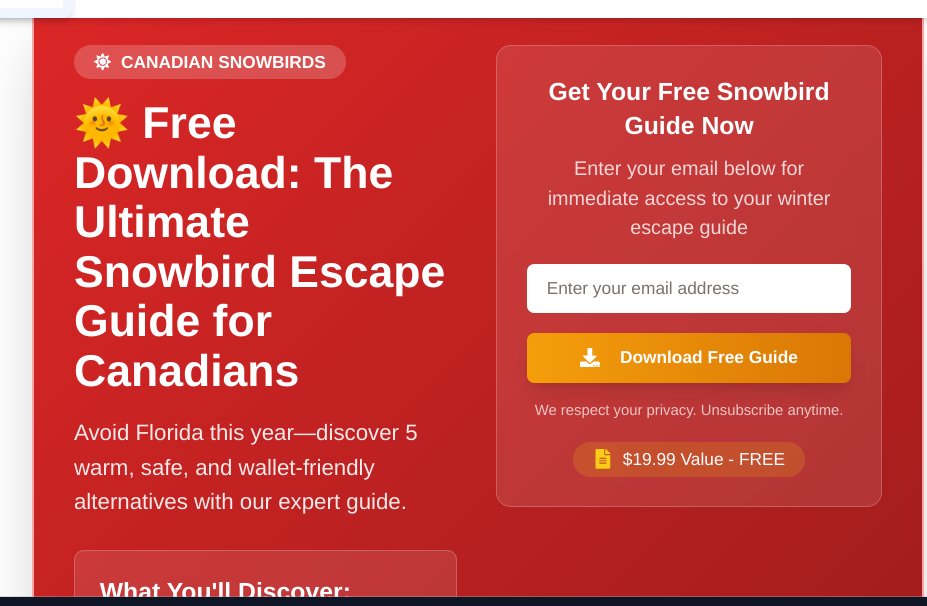 CANADIAN SNOWBIRDS
🌞 Free
Download: The
Ultimate
Snowbird Escape
Guide for
Canadians
Avoid Florida this year—discover 5
warm, safe, and wallet-friendly
alternatives with our expert guide.
What You'll Discover:
Get Your Free Snowbird
Guide Now
Enter your email below for
immediate access to your winter
escape guide
Enter your email address
Download Free Guide
We respect your privacy. Unsubscribe anytime.
$19.99 Value - FREE